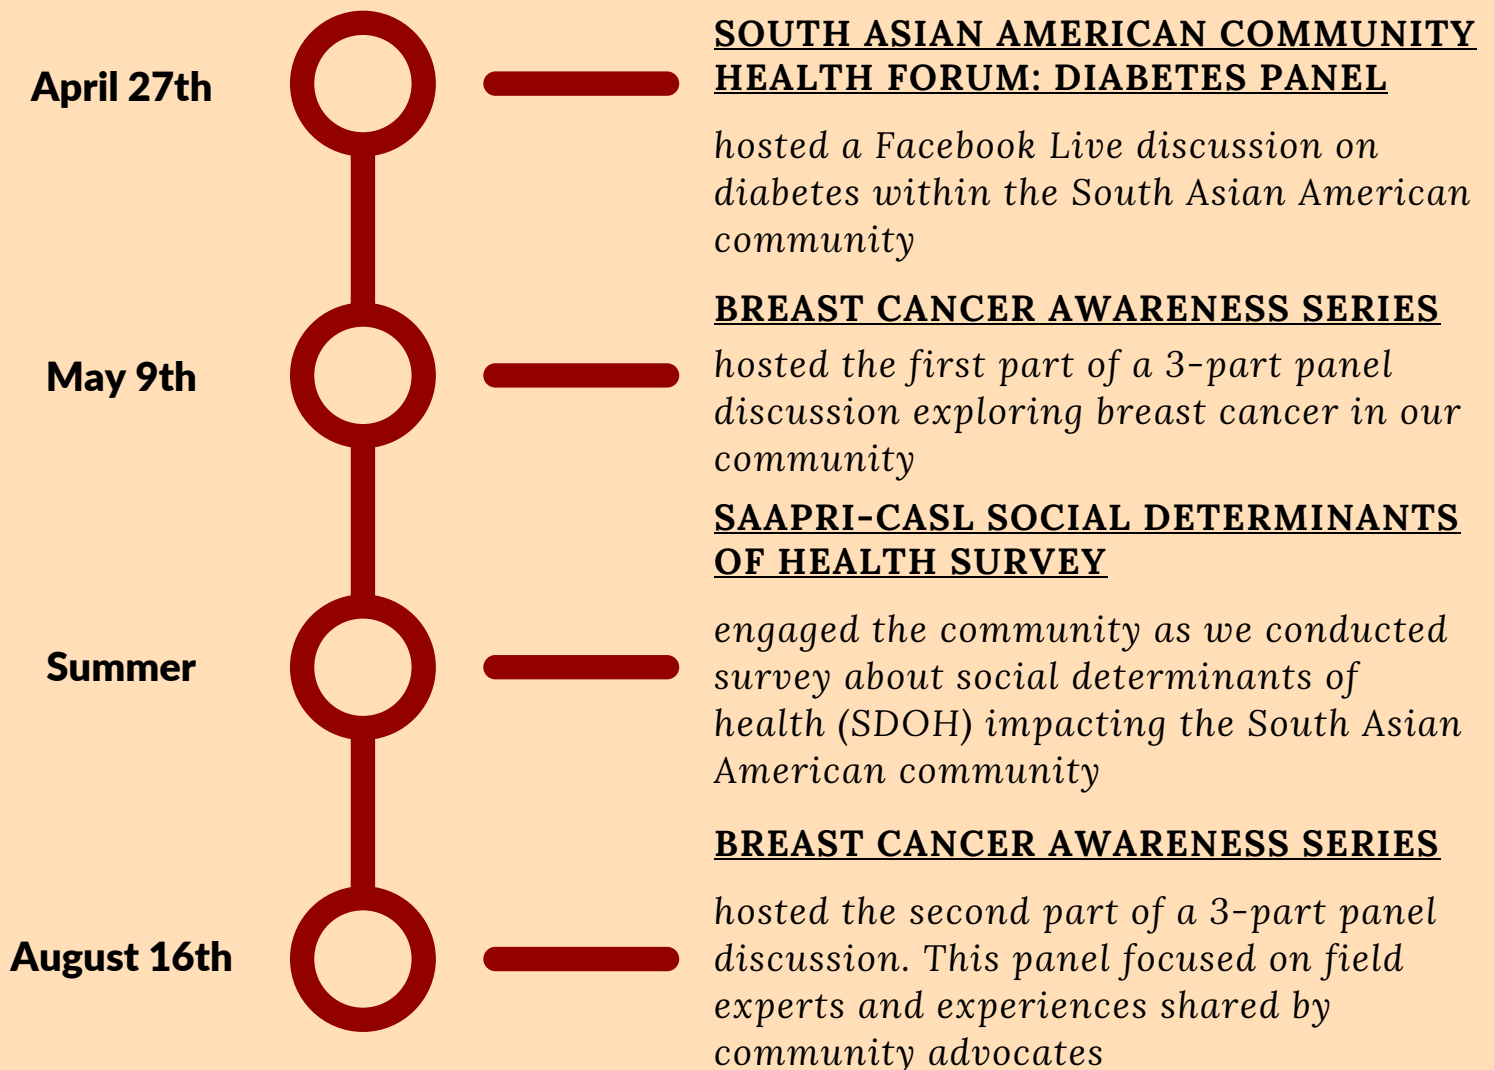 April 27th
SOUTH ASIAN AMERICAN COMMUNITY
HEALTH FORUM: DIABETES PANEL
hosted a Facebook Live discussion on
diabetes within the South Asian American
community
May 9th
BREAST CANCER AWARENESS SERIES
hosted the first part of a 3-part panel
discussion exploring breast cancer in our
community
Summer
SAAPRI-CASL SOCIAL DETERMINANTS
OF HEALTH SURVEY
engaged the community as we conducted
survey about social determinants of
health (SDOH) impacting the South Asian
American community
August 16th
BREAST CANCER AWARENESS SERIES
hosted the second part of a 3-part panel
discussion. This panel focused on field
experts and experiences shared by
community advocates